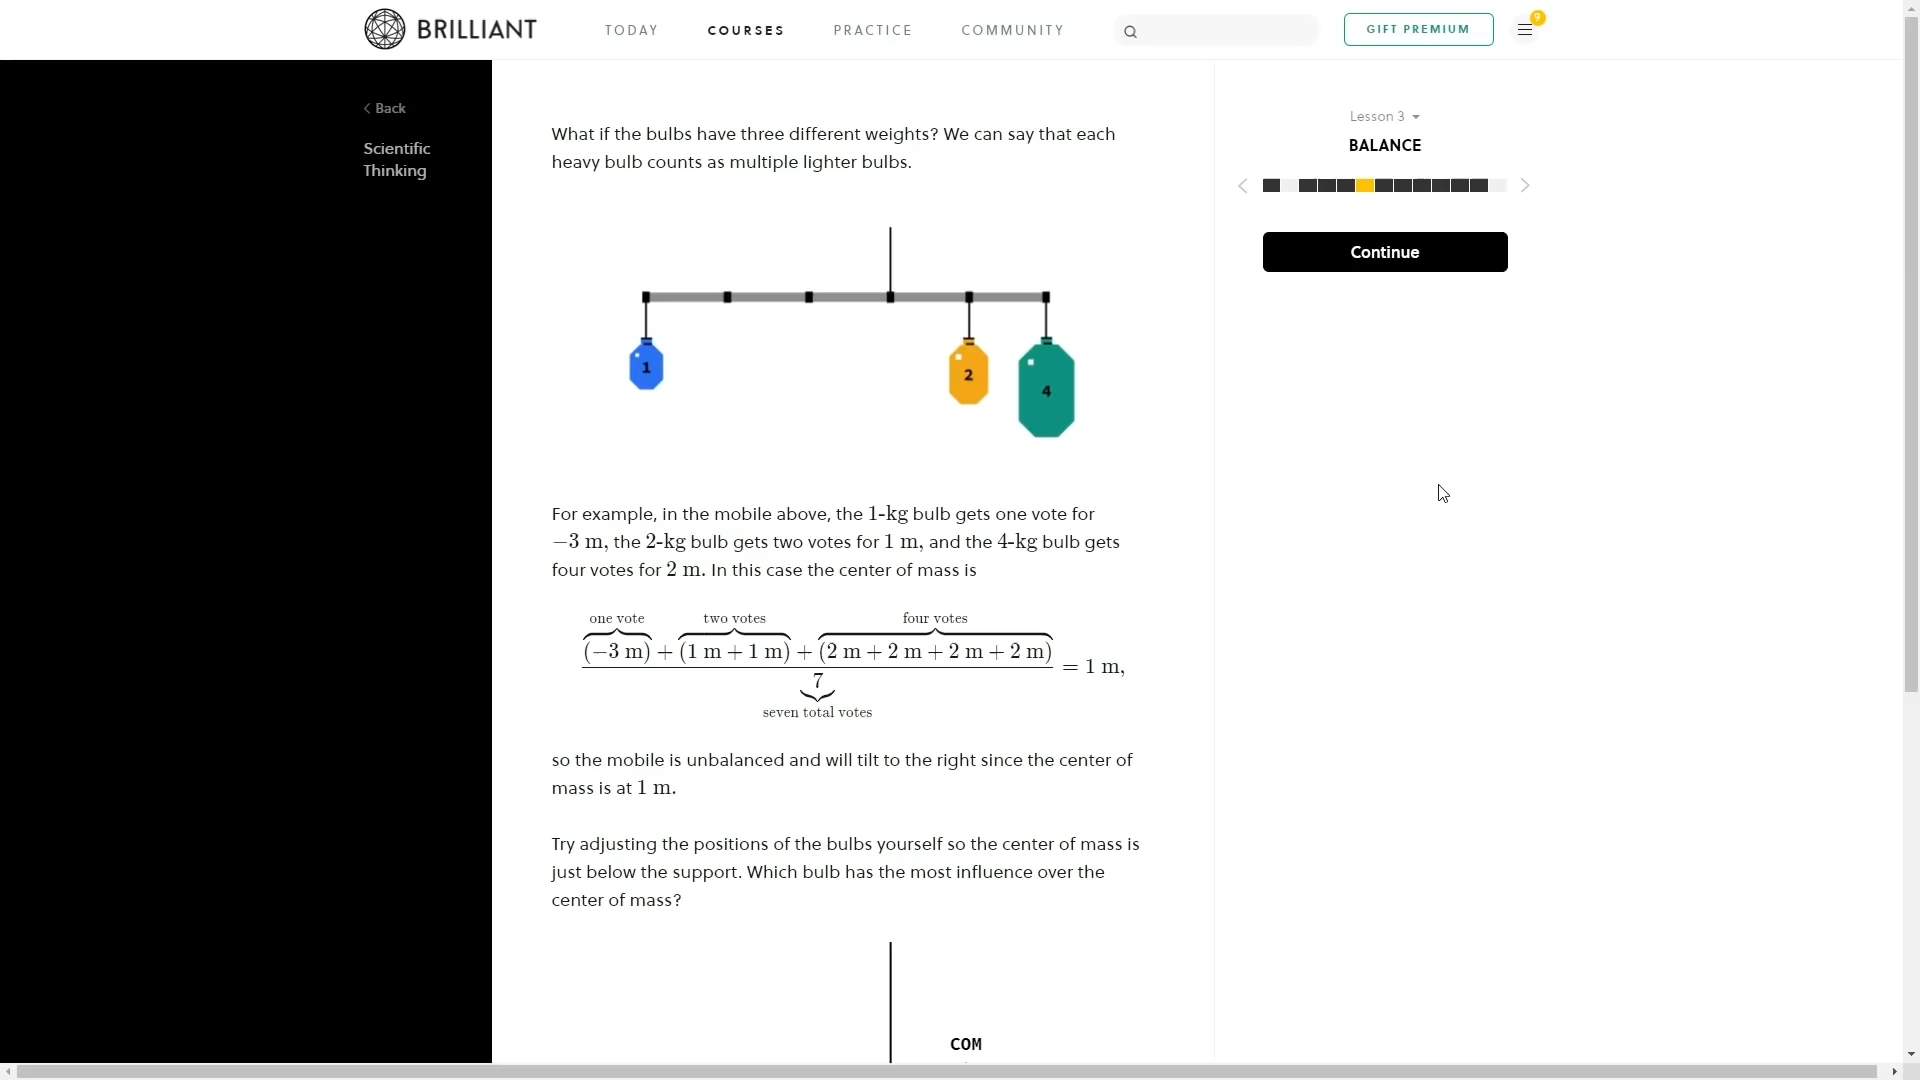 BRILLIANT
TODAY
COURSES
PRACTICE
COMMUNITY
GIFT PREMIUM
9
Back
Scientific
Thinking
What if the bulbs have three different weights? We can say that each
heavy bulb counts as multiple lighter bulbs.
1
2
4
For example, in the mobile above, the 1-kg bulb gets one vote for
−3 m, the 2-kg bulb gets two votes for 1 m, and the 4-kg bulb gets
four votes for 2 m. In this case the center of mass is
one vote two votes four votes
(−3 m) + (1 m + 1 m) + (2 m + 2 m + 2 m + 2 m)
= 1 m,
7
seven total votes
so the mobile is unbalanced and will tilt to the right since the center of
mass is at 1 m.
Try adjusting the positions of the bulbs yourself so the center of mass is
just below the support. Which bulb has the most influence over the
center of mass?
COM
Lesson 3
BALANCE
Continue